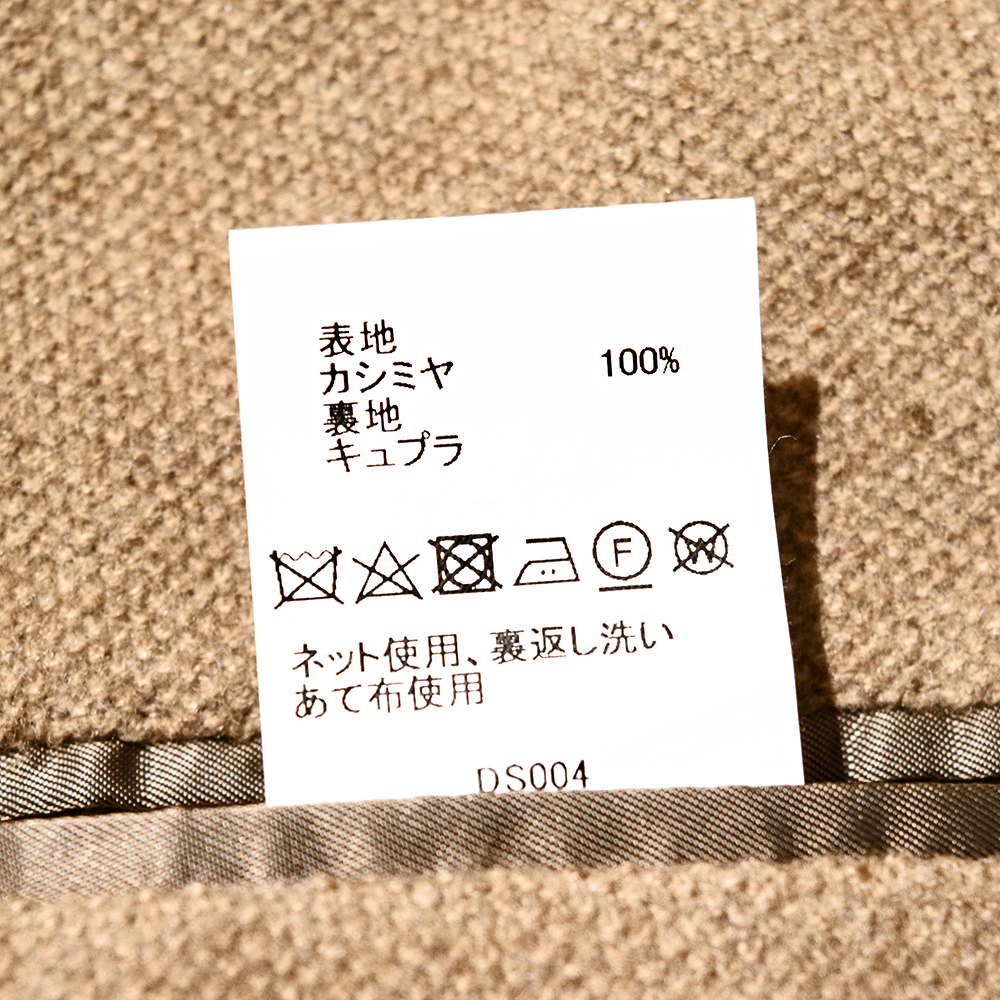 表地
カシミヤ 100%
裏地
キュプラ
F W
ネット使用、裏返し洗い
あて布使用
DS004